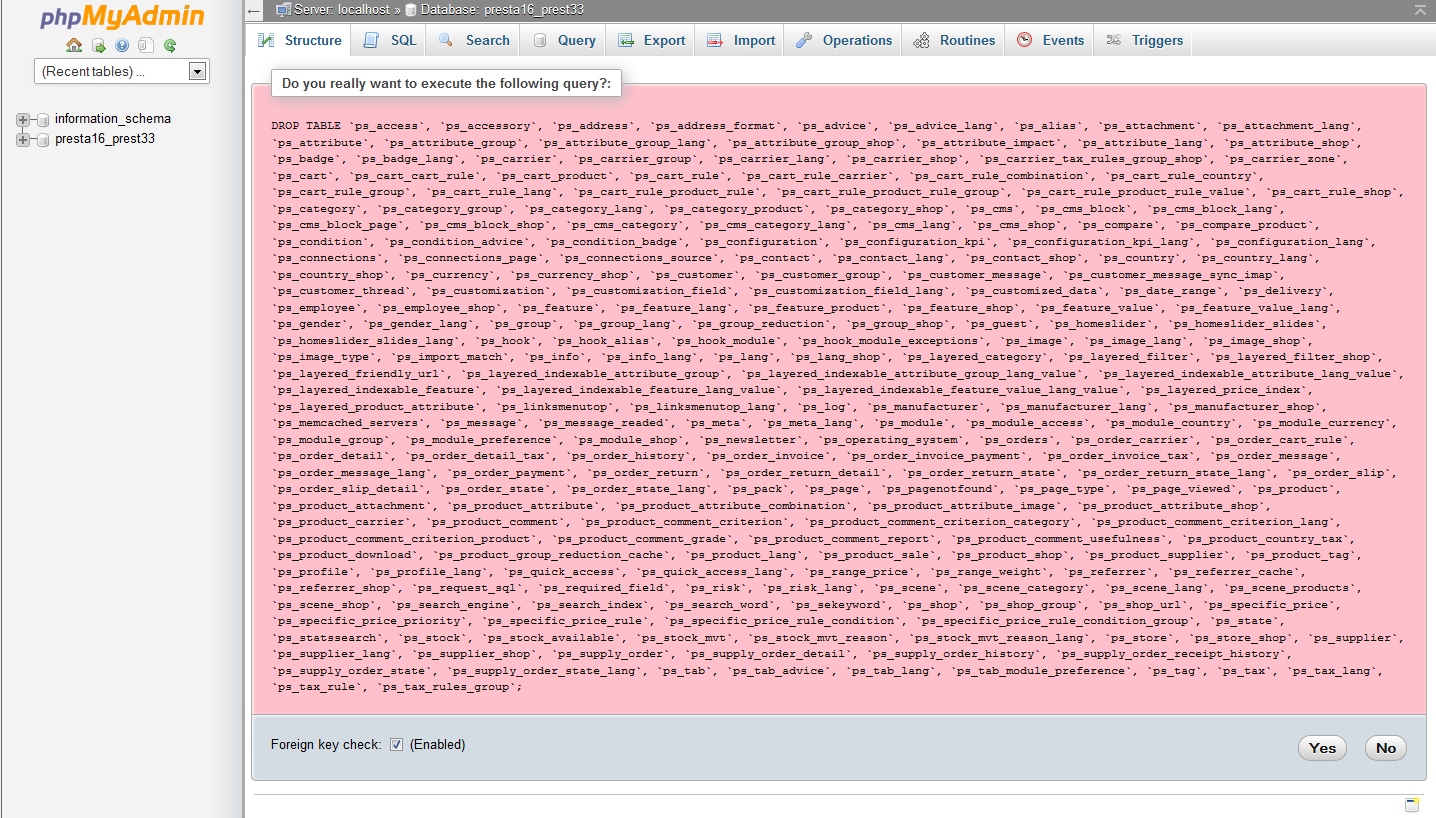 phpMyAdmin
(Recent tables) ...
information_schema
presta16_prest33
Server: localhost » Database: presta16_prest33
Structure SQL Search Query Export Import Operations Routines Events Triggers
Do you really want to execute the following query?:
DROP TABLE `ps_access`, `ps_accessory`, `ps_address`, `ps_address_format`, `ps_advice`, `ps_advice_lang`, `ps_alias`, `ps_attachment`, `ps_attachment_lang`,
`ps_attribute`, `ps_attribute_group`, `ps_attribute_group_lang`, `ps_attribute_group_shop`, `ps_attribute_impact`, `ps_attribute_lang`, `ps_attribute_shop`,
`ps_badge`, `ps_badge_lang`, `ps_carrier`, `ps_carrier_group`, `ps_carrier_lang`, `ps_carrier_shop`, `ps_carrier_tax_rules_group_shop`, `ps_carrier_zone`,
`ps_cart`, `ps_cart_cart_rule`, `ps_cart_product`, `ps_cart_rule`, `ps_cart_rule_carrier`, `ps_cart_rule_combination`, `ps_cart_rule_country`,
`ps_cart_rule_group`, `ps_cart_rule_lang`, `ps_cart_rule_product_rule`, `ps_cart_rule_product_rule_group`, `ps_cart_rule_product_rule_value`, `ps_cart_rule_shop`,
`ps_category`, `ps_category_group`, `ps_category_lang`, `ps_category_product`, `ps_category_shop`, `ps_cms`, `ps_cms_block`, `ps_cms_block_lang`,
`ps_cms_block_page`, `ps_cms_block_shop`, `ps_cms_category`, `ps_cms_category_lang`, `ps_cms_lang`, `ps_cms_shop`, `ps_compare`, `ps_compare_product`,
`ps_condition`, `ps_condition_advice`, `ps_condition_badge`, `ps_configuration`, `ps_configuration_kpi`, `ps_configuration_kpi_lang`, `ps_configuration_lang`,
`ps_connections`, `ps_connections_page`, `ps_connections_source`, `ps_contact`, `ps_contact_lang`, `ps_contact_shop`, `ps_country`, `ps_country_lang`,
`ps_country_shop`, `ps_currency`, `ps_currency_shop`, `ps_customer`, `ps_customer_group`, `ps_customer_message`, `ps_customer_message_sync_imap`,
`ps_customer_thread`, `ps_customization`, `ps_customization_field`, `ps_customization_field_lang`, `ps_customized_data`, `ps_date_range`, `ps_delivery`,
`ps_employee`, `ps_employee_shop`, `ps_feature`, `ps_feature_lang`, `ps_feature_product`, `ps_feature_shop`, `ps_feature_value`, `ps_feature_value_lang`,
`ps_gender`, `ps_gender_lang`, `ps_group`, `ps_group_lang`, `ps_group_reduction`, `ps_group_shop`, `ps_guest`, `ps_homeslider`, `ps_homeslider_slides`,
`ps_homeslider_slides_lang`, `ps_hook`, `ps_hook_alias`, `ps_hook_module`, `ps_hook_module_exceptions`, `ps_image`, `ps_image_lang`, `ps_image_shop`,
`ps_image_type`, `ps_import_match`, `ps_info`, `ps_info_lang`, `ps_lang`, `ps_lang_shop`, `ps_layered_category`, `ps_layered_filter`, `ps_layered_filter_shop`,
`ps_layered_friendly_url`, `ps_layered_indexable_attribute_group`, `ps_layered_indexable_attribute_group_lang_value`, `ps_layered_indexable_attribute_lang_value`,
`ps_layered_indexable_feature`, `ps_layered_indexable_feature_lang_value`, `ps_layered_indexable_feature_value_lang_value`, `ps_layered_price_index`,
`ps_layered_product_attribute`, `ps_linksmenutop`, `ps_linksmenutop_lang`, `ps_log`, `ps_manufacturer`, `ps_manufacturer_lang`, `ps_manufacturer_shop`,
`ps_memcached_servers`, `ps_message`, `ps_message_readed`, `ps_meta`, `ps_meta_lang`, `ps_module`, `ps_module_access`, `ps_module_country`, `ps_module_currency`,
`ps_module_group`, `ps_module_preference`, `ps_module_shop`, `ps_newsletter`, `ps_operating_system`, `ps_orders`, `ps_order_carrier`, `ps_order_cart_rule`,
`ps_order_detail`, `ps_order_detail_tax`, `ps_order_history`, `ps_order_invoice`, `ps_order_invoice_payment`, `ps_order_invoice_tax`, `ps_order_message`,
`ps_order_message_lang`, `ps_order_payment`, `ps_order_return`, `ps_order_return_detail`, `ps_order_return_state`, `ps_order_return_state_lang`, `ps_order_slip`,
`ps_order_slip_detail`, `ps_order_state`, `ps_order_state_lang`, `ps_pack`, `ps_page`, `ps_pagenotfound`, `ps_page_type`, `ps_page_viewed`, `ps_product`,
`ps_product_attachment`, `ps_product_attribute`, `ps_product_attribute_combination`, `ps_product_attribute_image`, `ps_product_attribute_shop`,
`ps_product_carrier`, `ps_product_comment`, `ps_product_comment_criterion`, `ps_product_comment_criterion_category`, `ps_product_comment_criterion_lang`,
`ps_product_comment_criterion_product`, `ps_product_comment_grade`, `ps_product_comment_report`, `ps_product_comment_usefulness`, `ps_product_country_tax`,
`ps_product_download`, `ps_product_group_reduction_cache`, `ps_product_lang`, `ps_product_sale`, `ps_product_shop`, `ps_product_supplier`, `ps_product_tag`,
`ps_profile`, `ps_profile_lang`, `ps_quick_access`, `ps_quick_access_lang`, `ps_range_price`, `ps_range_weight`, `ps_referrer`, `ps_referrer_cache`,
`ps_referrer_shop`, `ps_request_sql`, `ps_required_field`, `ps_risk`, `ps_risk_lang`, `ps_scene`, `ps_scene_category`, `ps_scene_lang`, `ps_scene_products`,
`ps_scene_shop`, `ps_search_engine`, `ps_search_index`, `ps_search_word`, `ps_sekeyword`, `ps_shop`, `ps_shop_group`, `ps_shop_url`, `ps_specific_price`,
`ps_specific_price_priority`, `ps_specific_price_rule`, `ps_specific_price_rule_condition`, `ps_specific_price_rule_condition_group`, `ps_state`,
`ps_statssearch`, `ps_stock`, `ps_stock_available`, `ps_stock_mvt`, `ps_stock_mvt_reason`, `ps_stock_mvt_reason_lang`, `ps_store`, `ps_store_shop`, `ps_supplier`,
`ps_supplier_lang`, `ps_supplier_shop`, `ps_supply_order`, `ps_supply_order_detail`, `ps_supply_order_history`, `ps_supply_order_receipt_history`,
`ps_supply_order_state`, `ps_supply_order_state_lang`, `ps_tab`, `ps_tab_advice`, `ps_tab_lang`, `ps_tab_module_preference`, `ps_tag`, `ps_tax`, `ps_tax_lang`,
`ps_tax_rule`, `ps_tax_rules_group`;
Foreign key check: (Enabled)
Yes No